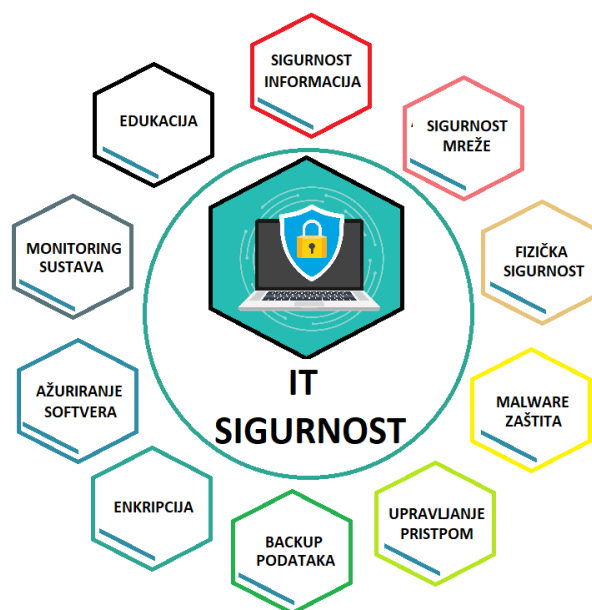 SIGURNOST
INFORMACIJA
SIGURNOST
MREŽE
FIZIČKA
SIGURNOST
MALWARE
ZAŠTITA
UPRAVLJANJE
PRISTPOM
BACKUP
PODATAKA
ENKRIPCIJA
AŽURIRANJE
SOFTVERA
MONITORING
SUSTAVA
EDUKACIJA
IT
SIGURNOST